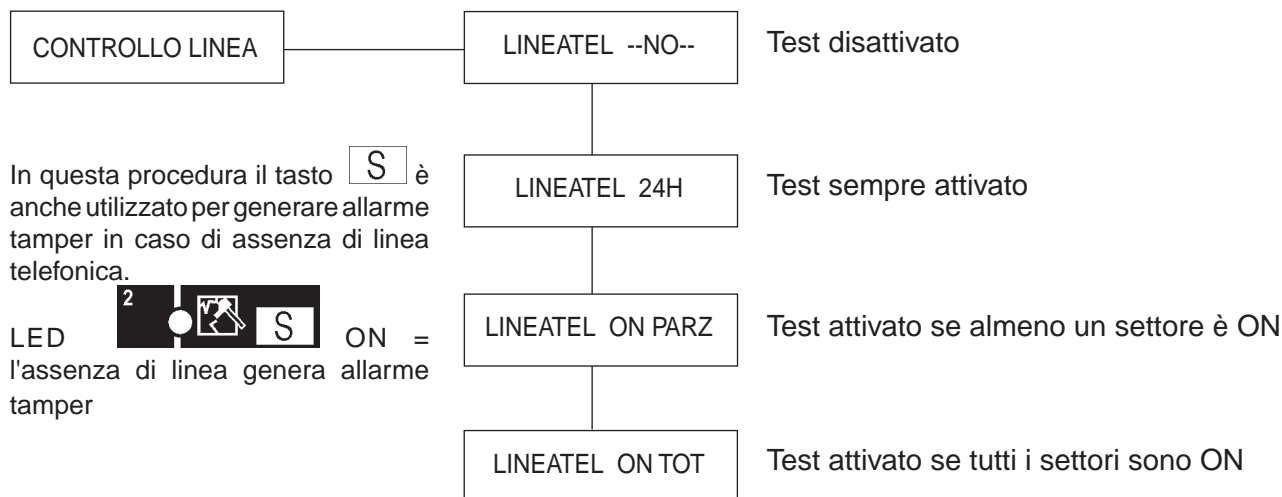 CONTROLLO LINEA
LINEATEL --NO--
Test disattivato
In questa procedura il tasto S è
anche utilizzato per generare allarme
tamper in caso di assenza di linea
telefonica.
LED 2 S ON =
l'assenza di linea genera allarme
tamper
LINEATEL 24H
Test sempre attivato
LINEATEL ON PARZ
Test attivato se almeno un settore è ON
LINEATEL ON TOT
Test attivato se tutti i settori sono ON